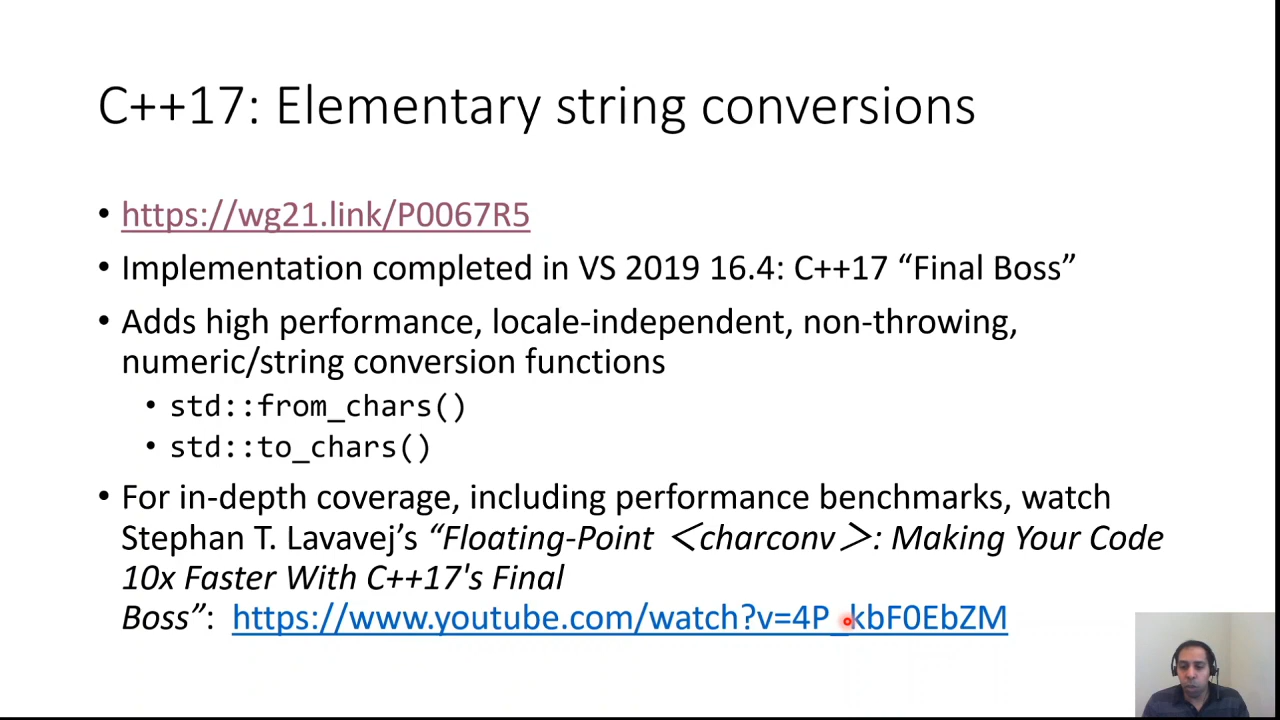 C++17: Elementary string conversions
• https://wg21.link/P0067R5
• Implementation completed in VS 2019 16.4: C++17 “Final Boss”
• Adds high performance, locale-independent, non-throwing,
numeric/string conversion functions
• std::from_chars()
• std::to_chars()
• For in-depth coverage, including performance benchmarks, watch
Stephan T. Lavavej’s “Floating-Point ＜charconv＞: Making Your Code
10x Faster With C++17's Final
Boss”: https://www.youtube.com/watch?v=4P_kbF0EbZM